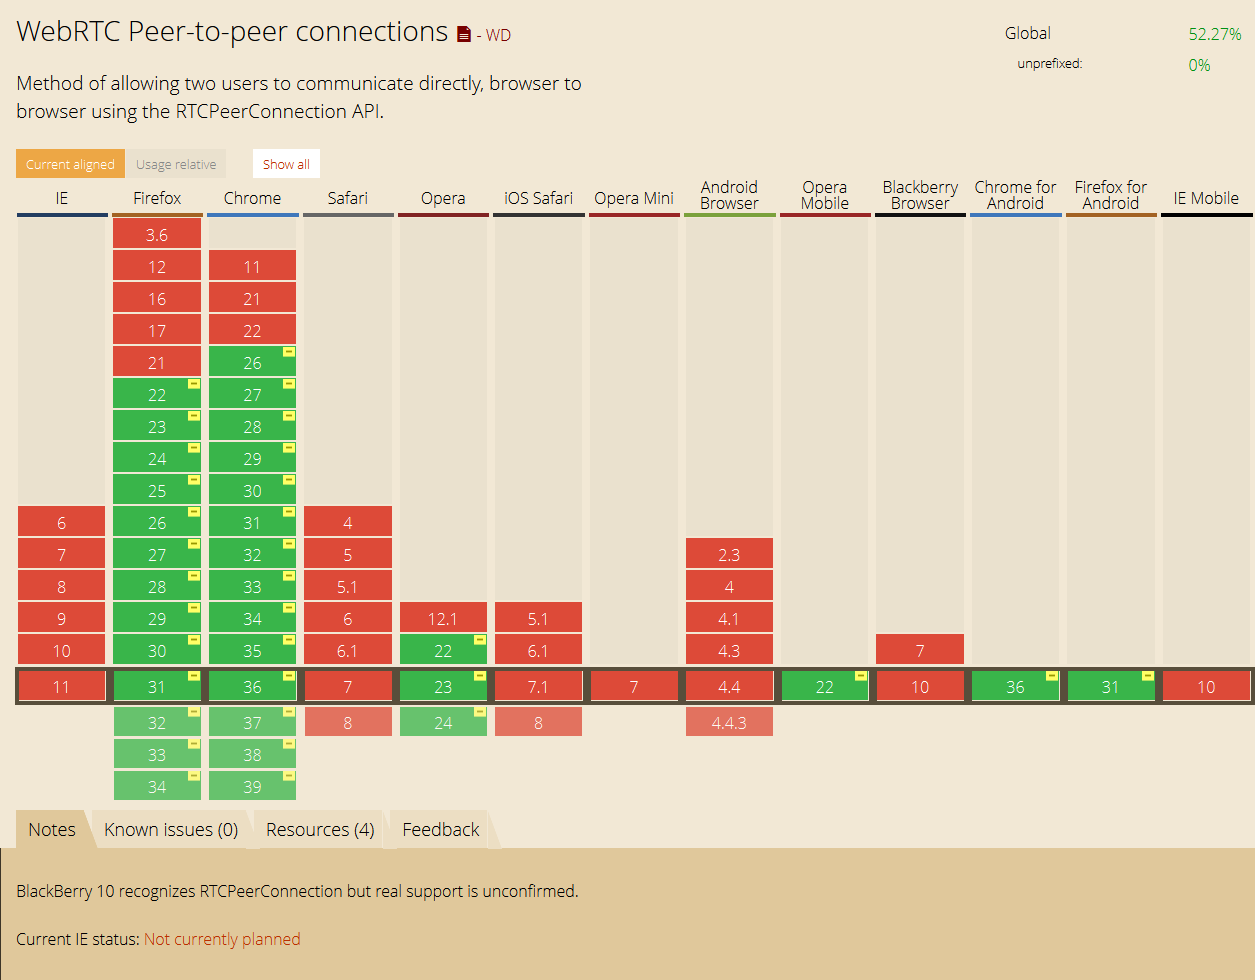 WebRTC Peer-to-peer connections - WD
Global 52.27%
unprefixed: 0%
Method of allowing two users to communicate directly, browser to
browser using the RTCPeerConnection API.
Current aligned Usage relative Show all
IE Firefox Chrome Safari Opera iOS Safari Opera Mini Android Browser Opera Mobile Blackberry Browser Chrome for Android Firefox for Android IE Mobile
3.6
12 11
16 21
17 22
21 26
22 27
23 28
24 29
25 30
6 26 31 4
7 27 32 5 2.3
8 28 33 5.1 4
9 29 34 6 12.1 5.1 4.1
10 30 35 6.1 22 6.1 4.3 7
11 31 36 7 23 7.1 7 4.4 22 10 36 31 10
32 37 8 24 8 4.4.3
33 38
34 39
Notes Known issues (0) Resources (4) Feedback
BlackBerry 10 recognizes RTCPeerConnection but real support is unconfirmed.
Current IE status: Not currently planned